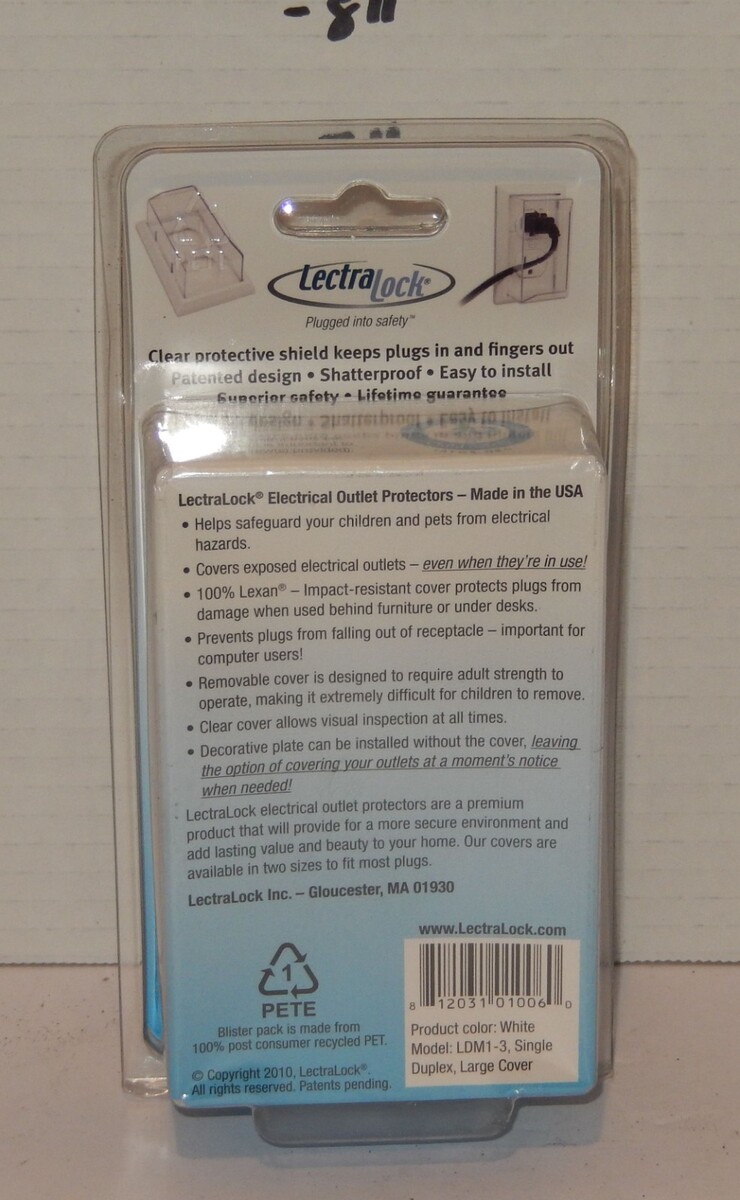 -8"
LectraLock®
Plugged into safety™
Clear protective shield keeps plugs in and fingers out
Patented design • Shatterproof • Easy to install
Superior safety • Lifetime guarantee
LectraLock® Electrical Outlet Protectors – Made in the USA
• Helps safeguard your children and pets from electrical
hazards.
• Covers exposed electrical outlets – even when they're in use!
• 100% Lexan® – Impact-resistant cover protects plugs from
damage when used behind furniture or under desks.
• Prevents plugs from falling out of receptacle – important for
computer users!
• Removable cover is designed to require adult strength to
operate, making it extremely difficult for children to remove.
• Clear cover allows visual inspection at all times.
• Decorative plate can be installed without the cover, leaving
the option of covering your outlets at a moment's notice
when needed!
LectraLock electrical outlet protectors are a premium
product that will provide for a more secure environment and
add lasting value and beauty to your home. Our covers are
available in two sizes to fit most plugs.
LectraLock Inc. – Gloucester, MA 01930
www.LectraLock.com
1
PETE
Blister pack is made from
100% post consumer recycled PET.
© Copyright 2010, LectraLock®.
All rights reserved. Patents pending.
8 12031 01006 0
Product color: White
Model: LDM1-3, Single
Duplex, Large Cover